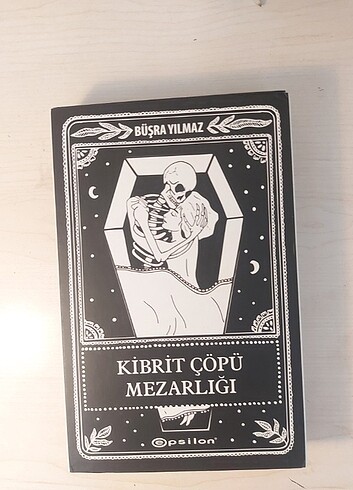 BÜŞRA YILMAZ
KİBRİT ÇÖPÜ
MEZARLIĞI
epsilon